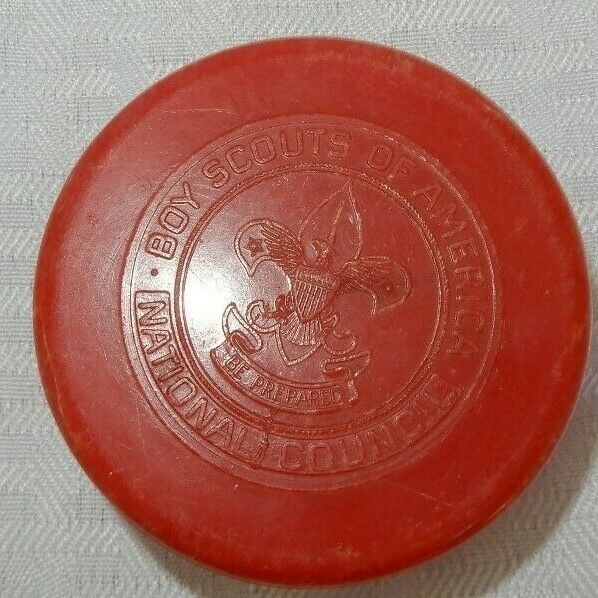 · BOY SCOUTS OF AMERICA ·
NATIONAL COUNCIL
BE PREPARED